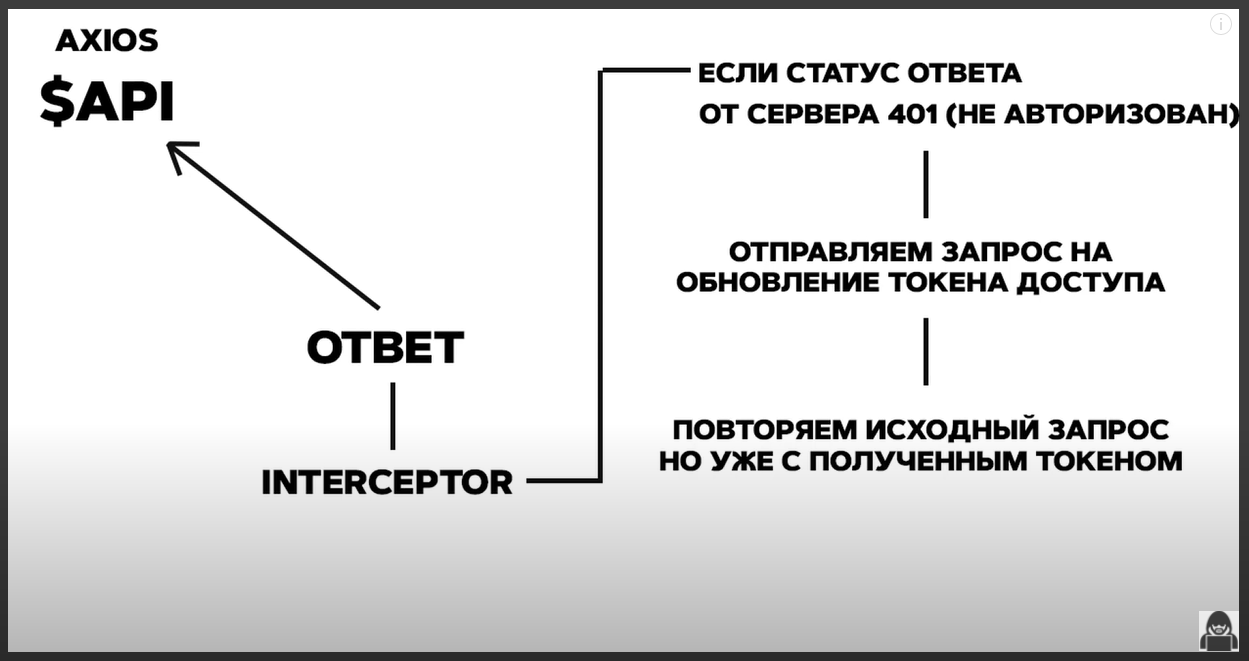 AXIOS
$API
ЕСЛИ СТАТУС ОТВЕТА
ОТ СЕРВЕРА 401 (НЕ АВТОРИЗОВАН)
ОТПРАВЛЯЕМ ЗАПРОС НА
ОБНОВЛЕНИЕ ТОКЕНА ДОСТУПА
ОТВЕТ
ПОВТОРЯЕМ ИСХОДНЫЙ ЗАПРОС
НО УЖЕ С ПОЛУЧЕННЫМ ТОКЕНОМ
INTERCEPTOR